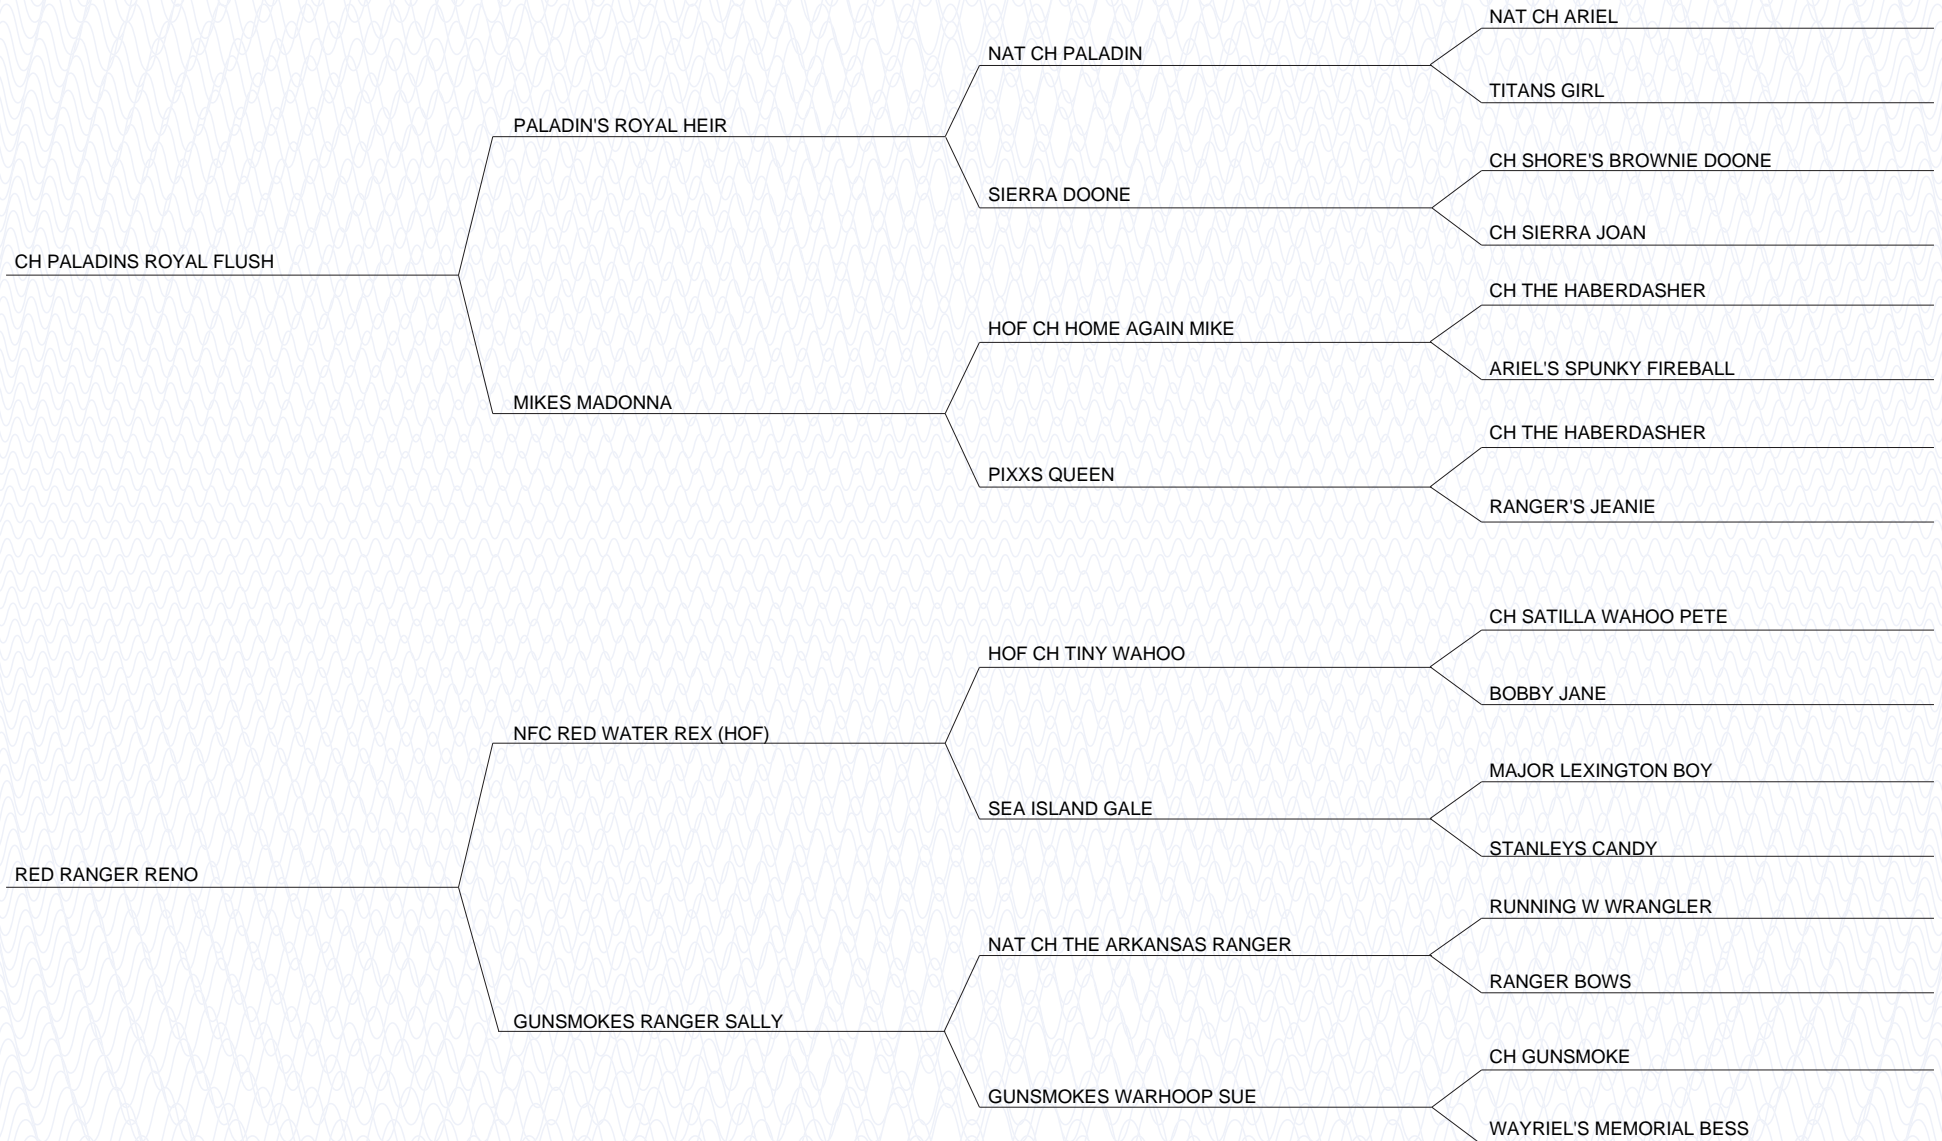 NAT CH ARIEL
NAT CH PALADIN
TITANS GIRL
PALADIN'S ROYAL HEIR
CH SHORE'S BROWNIE DOONE
SIERRA DOONE
CH SIERRA JOAN
CH PALADINS ROYAL FLUSH
CH THE HABERDASHER
HOF CH HOME AGAIN MIKE
ARIEL'S SPUNKY FIREBALL
MIKES MADONNA
CH THE HABERDASHER
PIXXS QUEEN
RANGER'S JEANIE
CH SATILLA WAHOO PETE
HOF CH TINY WAHOO
BOBBY JANE
NFC RED WATER REX (HOF)
MAJOR LEXINGTON BOY
SEA ISLAND GALE
STANLEYS CANDY
RED RANGER RENO
RUNNING W WRANGLER
NAT CH THE ARKANSAS RANGER
RANGER BOWS
GUNSMOKES RANGER SALLY
CH GUNSMOKE
GUNSMOKES WARHOOP SUE
WAYRIEL'S MEMORIAL BESS